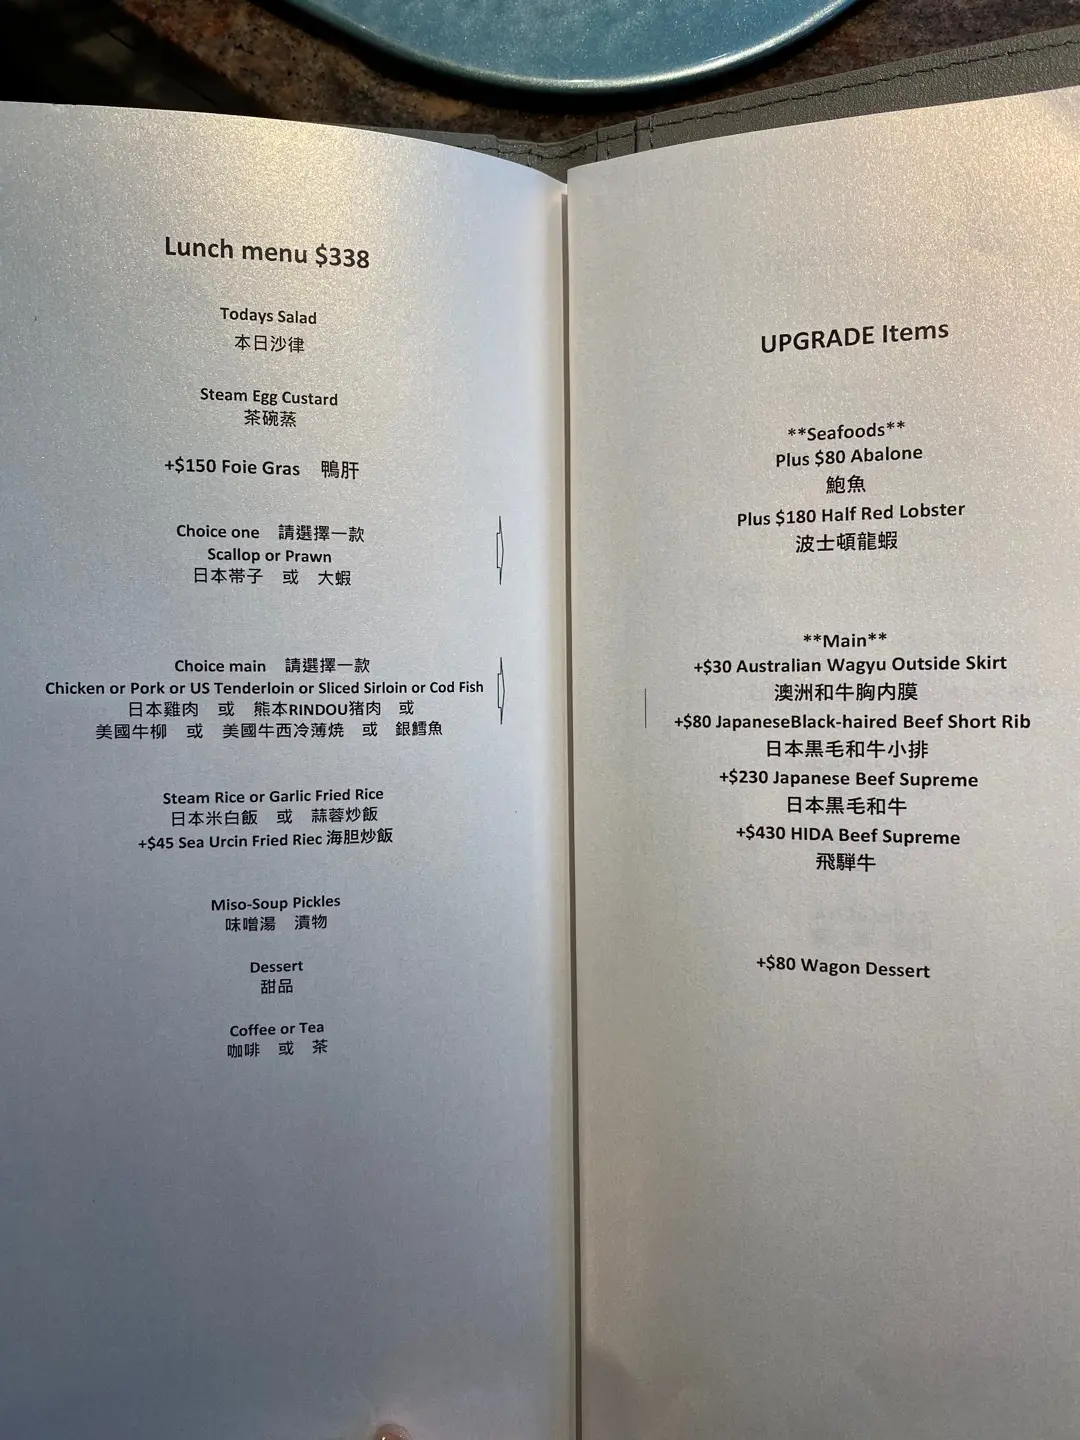 Lunch menu $338
Todays Salad
本日沙律
Steam Egg Custard
茶碗蒸
+$150 Foie Gras 鴨肝
Choice one 請選擇一款
Scallop or Prawn
日本帶子 或 大蝦
Choice main 請選擇一款
Chicken or Pork or US Tenderloin or Sliced Sirloin or Cod Fish
日本雞肉 或 熊本RINDOU猪肉 或
美國牛柳 或 美國牛西冷薄燒 或 銀鱈魚
Steam Rice or Garlic Fried Rice
日本米白飯 或 蒜蓉炒飯
+$45 Sea Urcin Fried Riec 海胆炒飯
Miso-Soup Pickles
味噌湯 漬物
Dessert
甜品
Coffee or Tea
咖啡 或 茶
UPGRADE Items
**Seafoods**
Plus $80 Abalone
鮑魚
Plus $180 Half Red Lobster
波士頓龍蝦
**Main**
+$30 Australian Wagyu Outside Skirt
澳洲和牛胸内膜
+$80 JapaneseBlack-haired Beef Short Rib
日本黒毛和牛小排
+$230 Japanese Beef Supreme
日本黒毛和牛
+$430 HIDA Beef Supreme
飛騨牛
+$80 Wagon Dessert